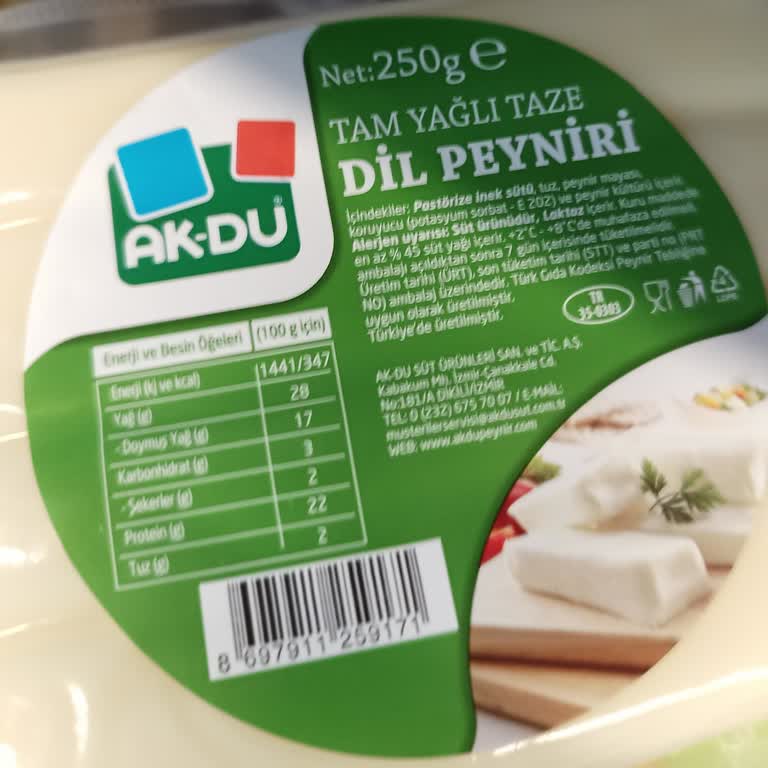 Net:250g e
TAM YAĞLI TAZE
DİL PEYNİRİ
İçindekiler: Pastörize inek sütü, tuz, peynir mayası,
koruyucu (potasyum sorbat - E 202) ve peynir kültürü içerir.
Alerjen uyarısı: Süt ürünüdür, Laktoz içerir. Kuru maddede
en az % 45 süt yağı içerir. +2°C - +8°C'de muhafaza edilmeli
ambalaj açıldıktan sonra 7 gün içerisinde tüketilmelidir.
Üretim tarihi (ÜRT), son tüketim tarihi (STT) ve parti no (PRT
NO) ambalaj üzerindedir. Türk Gıda Kodeksi Peynir Tebliğine
uygun olarak üretilmiştir.
Türkiye'de üretilmiştir.
TR
35-0303
LDPE
AK-DU®
AK-DU SÜT ÜRÜNLERİ SAN. ve TİC A.Ş.
Kabakum Mh. İzmir-Çanakkale Cd.
No:181/A DİKİLİ/İZMİR
TEL: 0 (232) 675 70 07 / E-MAIL:
musterilerservisi@akdusut.com.tr
WEB: www.akdupeynir.com
Enerji ve Besin Öğeleri (100 g için)
Enerji (kj ve kcal) 1441/347
Yağ (g) 28
- Doymuş Yağ (g) 17
Karbonhidrat (g) 3
- Şekerler (g) 2
Protein (g) 22
Tuz (g) 2
8 697911 259171